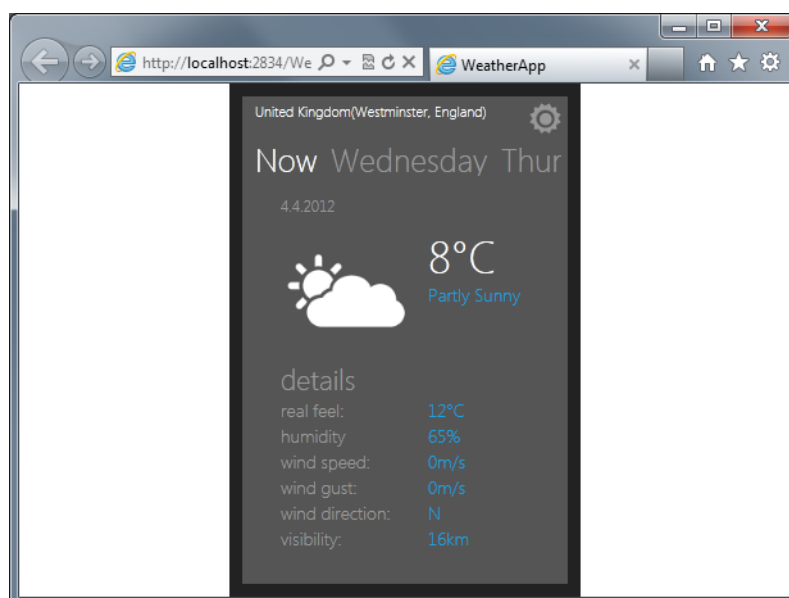 http://localhost:2834/We
WeatherApp
United Kingdom(Westminster, England)
Now Wednesday Thur
4.4.2012
8°C
Partly Sunny
details
real feel: 12°C
humidity 65%
wind speed: 0m/s
wind gust: 0m/s
wind direction: N
visibility: 16km